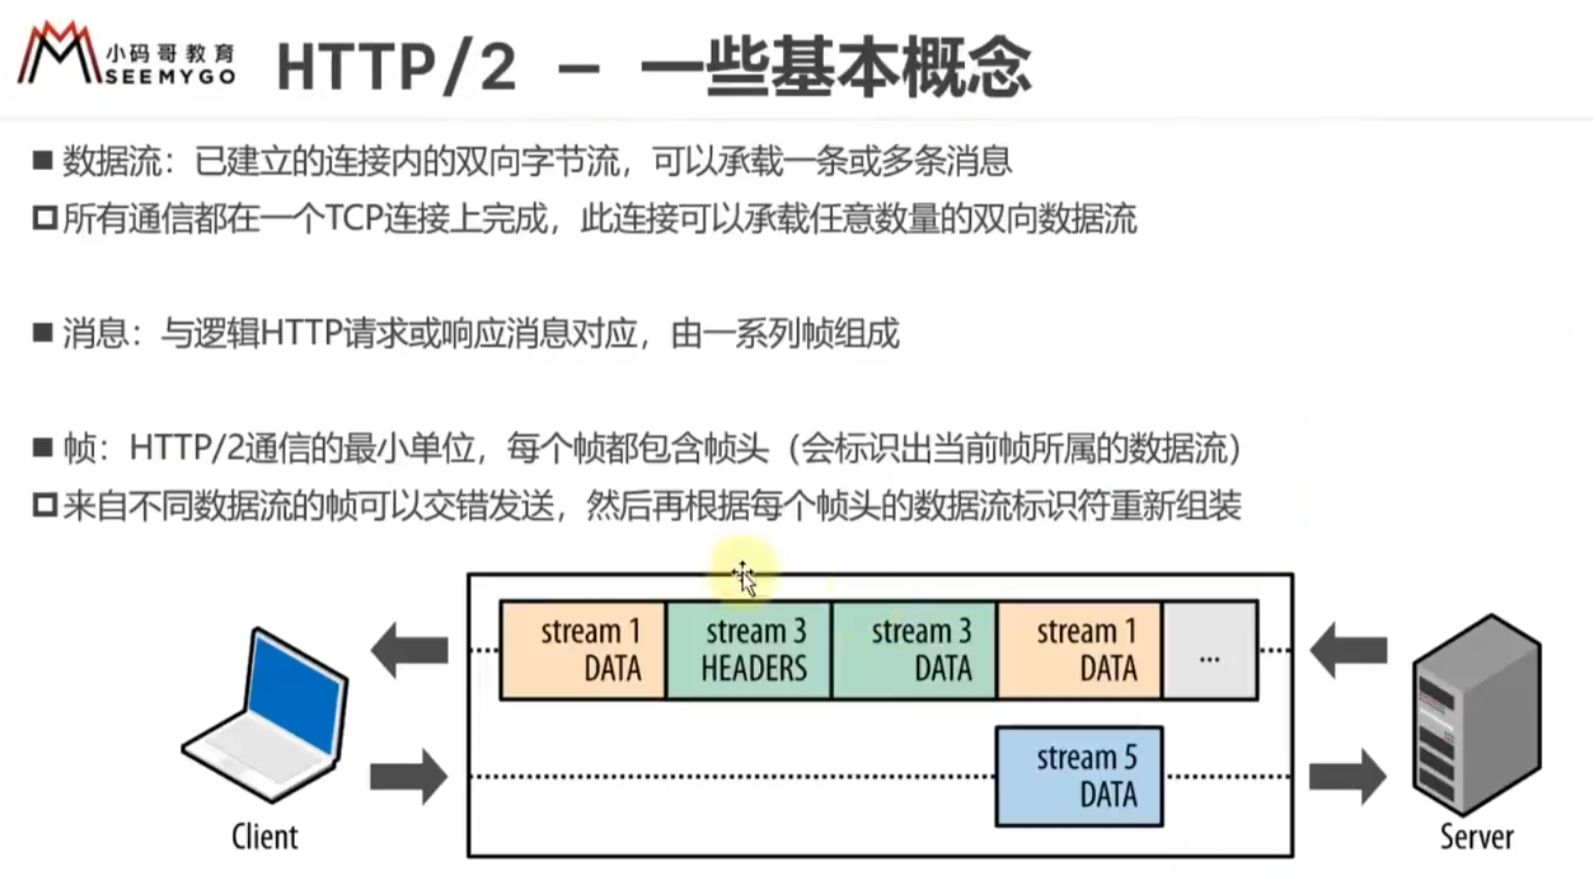 小码哥教育
SEEMYGO
HTTP/2 – 一些基本概念
■ 数据流：已建立的连接内的双向字节流，可以承载一条或多条消息
所有通信都在一个TCP连接上完成，此连接可以承载任意数量的双向数据流
■ 消息：与逻辑HTTP请求或响应消息对应，由一系列帧组成
■ 帧：HTTP/2通信的最小单位，每个帧都包含帧头（会标识出当前帧所属的数据流）
来自不同数据流的帧可以交错发送，然后再根据每个帧头的数据流标识符重新组装
stream 1
DATA
stream 3
HEADERS
stream 3
DATA
stream 1
DATA
...
stream 5
DATA
Client
Server